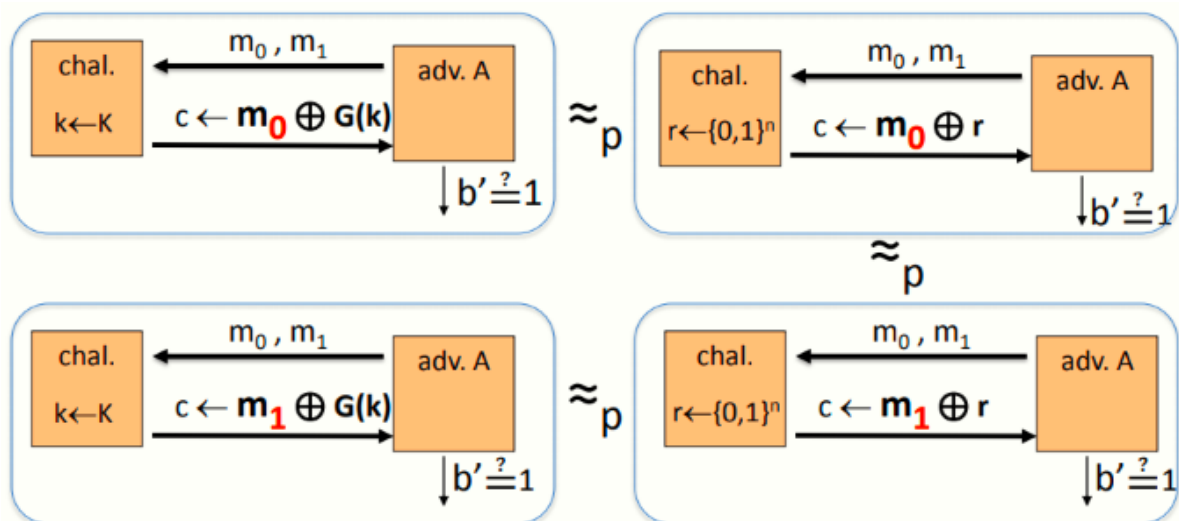 chal.
k←K
m₀ , m₁
c ← m₀ ⊕ G(k)
adv. A
b' ≟ 1
≈ₚ
chal.
r←{0,1}ⁿ
m₀ , m₁
c ← m₀ ⊕ r
adv. A
b' ≟ 1
≈ₚ
chal.
k←K
m₀ , m₁
c ← m₁ ⊕ G(k)
adv. A
b' ≟ 1
≈ₚ
chal.
r←{0,1}ⁿ
m₀ , m₁
c ← m₁ ⊕ r
adv. A
b' ≟ 1